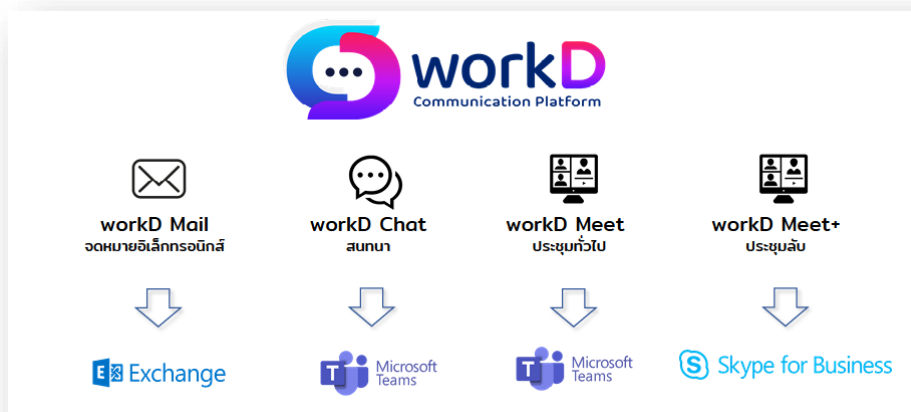 workD
Communication Platform
workD Mail
จดหมายอิเล็กทรอนิกส์
workD Chat
สนทนา
workD Meet
ประชุมทั่วไป
workD Meet+
ประชุมลับ
E Exchange
T Microsoft
Teams
T Microsoft
Teams
S Skype for Business